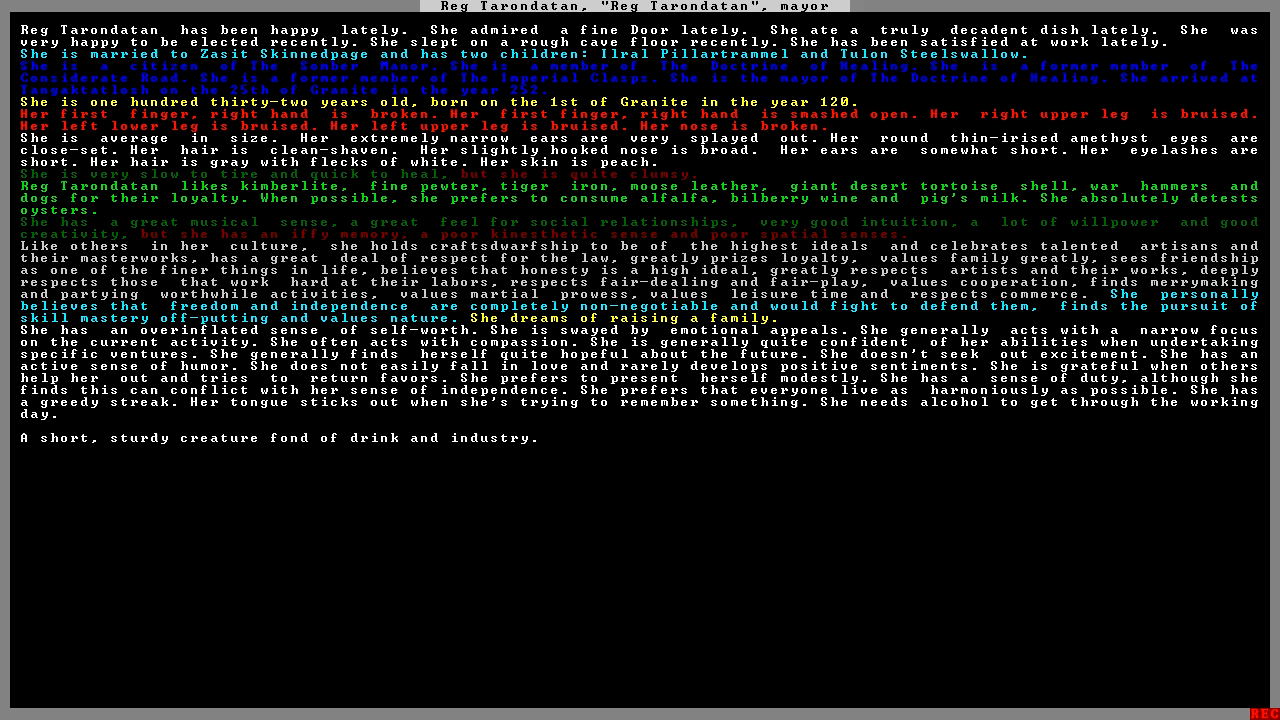 Reg Tarondatan, "Reg Tarondatan", mayor
Reg Tarondatan has been happy lately. She admired a fine Door lately. She ate a truly decadent dish lately. She was
very happy to be elected recently. She slept on a rough cave floor recently. She has been satisfied at work lately.
She is married to Zasit Skinnedpage and has two children: Ilral Pillartrammel and Tulon Steelswallow.
She is a citizen of The Somber Manor. She is a member of The Doctrine of Healing. She is a former member of The
Considerate Road. She is a former member of The Imperial Clasps. She is the mayor of The Doctrine of Healing. She arrived at
Tangaktatlosh on the 25th of Granite in the year 252.
She is one hundred thirty-two years old, born on the 1st of Granite in the year 120.
Her first finger, right hand is broken. Her first finger, right hand is smashed open. Her right upper leg is bruised.
Her left lower leg is bruised. Her left upper leg is bruised. Her nose is broken.
She is average in size. Her extremely narrow ears are very splayed out. Her round thin-irised amethyst eyes are
close-set. Her hair is clean-shaven. Her slightly hooked nose is broad. Her ears are somewhat short. Her eyelashes are
short. Her hair is gray with flecks of white. Her skin is peach.
She is very slow to tire and quick to heal, but she is quite clumsy.
Reg Tarondatan likes kimberlite, fine pewter, tiger iron, moose leather, giant desert tortoise shell, war hammers and
dogs for their loyalty. When possible, she prefers to consume alfalfa, bilberry wine and pig's milk. She absolutely detests
oysters.
She has a great musical sense, a great feel for social relationships, very good intuition, a lot of willpower and good
creativity, but she has an iffy memory, a poor kinesthetic sense and poor spatial senses.
Like others in her culture, she holds craftsdwarfship to be of the highest ideals and celebrates talented artisans and
their masterworks, has a great deal of respect for the law, greatly prizes loyalty, values family greatly, sees friendship
as one of the finer things in life, believes that honesty is a high ideal, greatly respects artists and their works, deeply
respects those that work hard at their labors, respects fair-dealing and fair-play, values cooperation, finds merrymaking
and partying worthwhile activities, values martial prowess, values leisure time and respects commerce. She personally
believes that freedom and independence are completely non-negotiable and would fight to defend them, finds the pursuit of
skill mastery off-putting and values nature. She dreams of raising a family.
She has an overinflated sense of self-worth. She is swayed by emotional appeals. She generally acts with a narrow focus
on the current activity. She often acts with compassion. She is generally quite confident of her abilities when undertaking
specific ventures. She generally finds herself quite hopeful about the future. She doesn't seek out excitement. She has an
active sense of humor. She does not easily fall in love and rarely develops positive sentiments. She is grateful when others
help her out and tries to return favors. She prefers to present herself modestly. She has a sense of duty, although she
finds this can conflict with her sense of independence. She prefers that everyone live as harmoniously as possible. She has
a greedy streak. Her tongue sticks out when she's trying to remember something. She needs alcohol to get through the working
day.
A short, sturdy creature fond of drink and industry.
REC